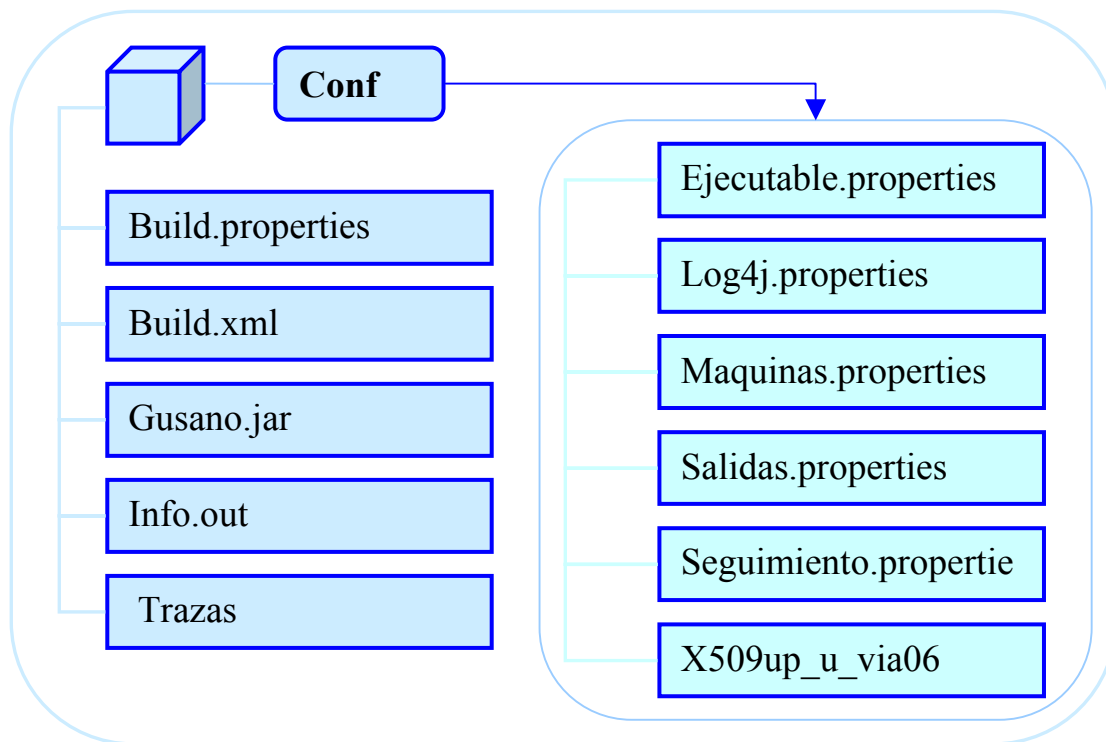 Conf
Build.properties
Build.xml
Gusano.jar
Info.out
Trazas
Ejecutable.properties
Log4j.properties
Maquinas.properties
Salidas.properties
Seguimiento.propertie
X509up_u_via06